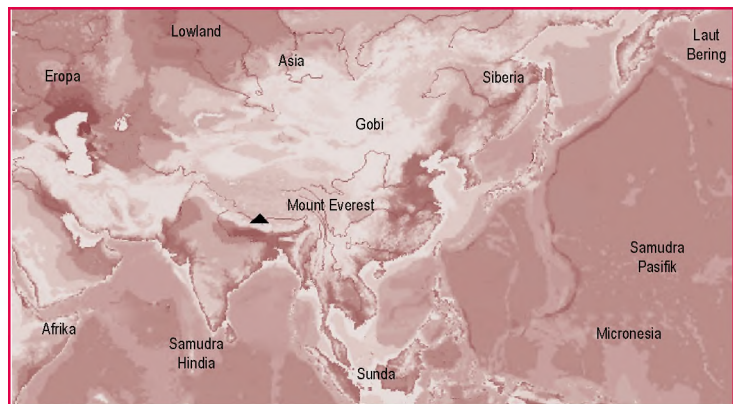 Lowland
Laut
Bering
Asia
Eropa
Siberia
Gobi
Mount Everest
Samudra
Pasifik
Afrika
Micronesia
Samudra
Hindia
Sunda